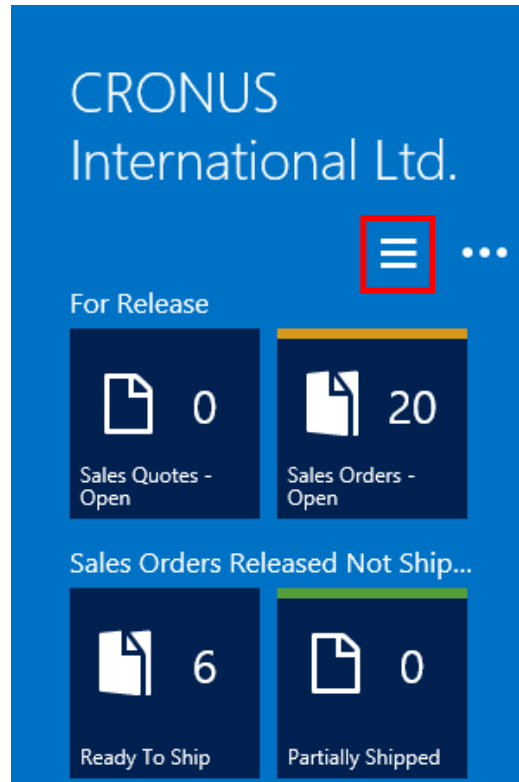 CRONUS
International Ltd.
For Release
0
20
Sales Quotes -
Open
Sales Orders -
Open
Sales Orders Released Not Ship...
6
0
Ready To Ship
Partially Shipped